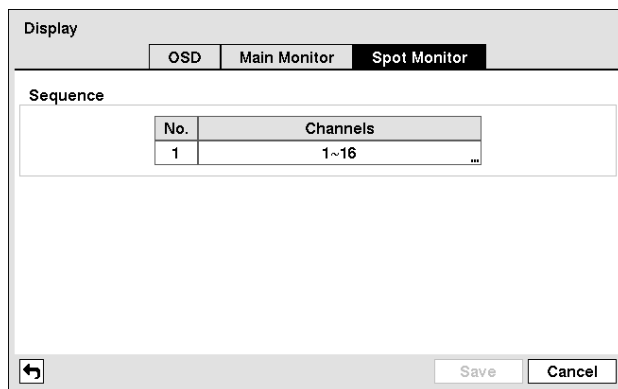 Display
OSD Main Monitor Spot Monitor
Sequence
No. Channels
1 1~16 ...
Save Cancel